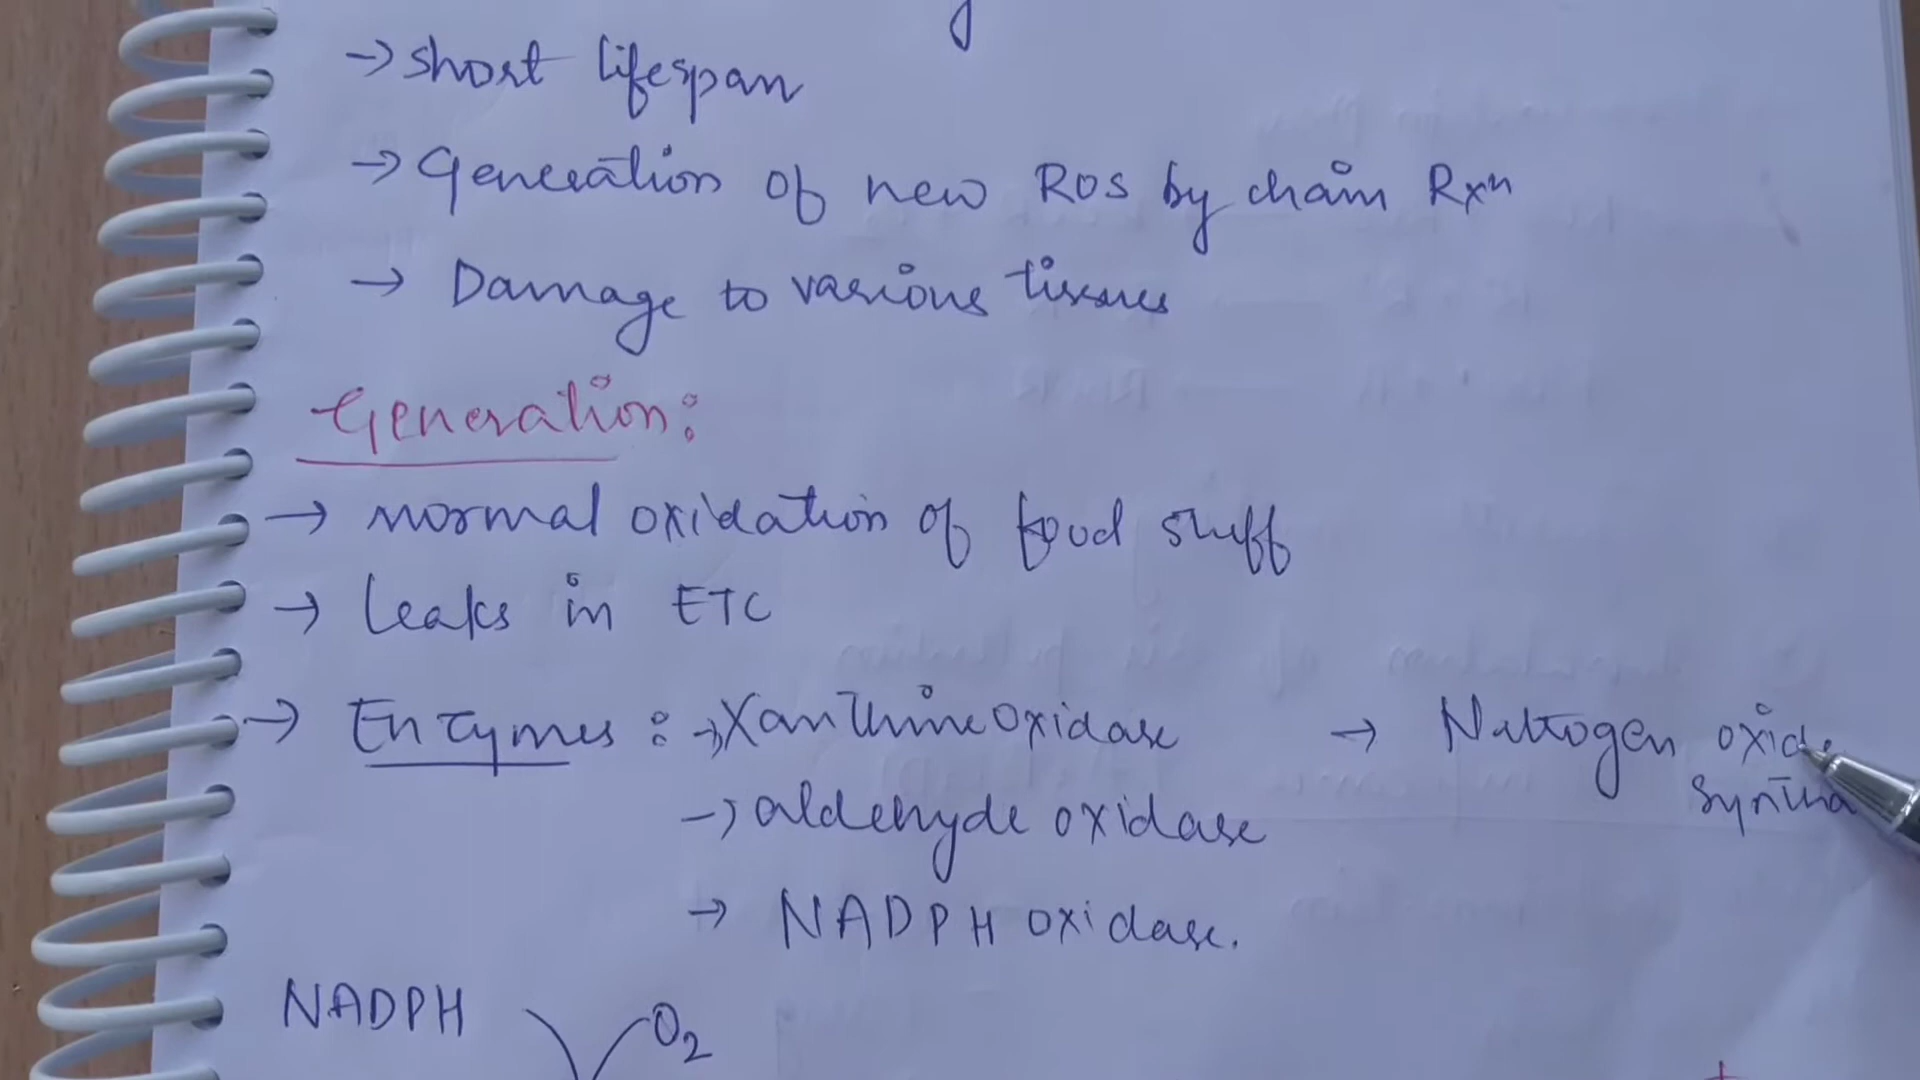 → short lifespan
→ Generation of new ROS by chain Rxn
→ Damage to various tissues
Generation:
→ normal oxidation of food stuff
→ Leaks in ETC
→ Enzymes : → Xanthine oxidase → Nitrogen oxide
→ aldehyde oxidase
→ NADPH oxidase.
NADPH O2